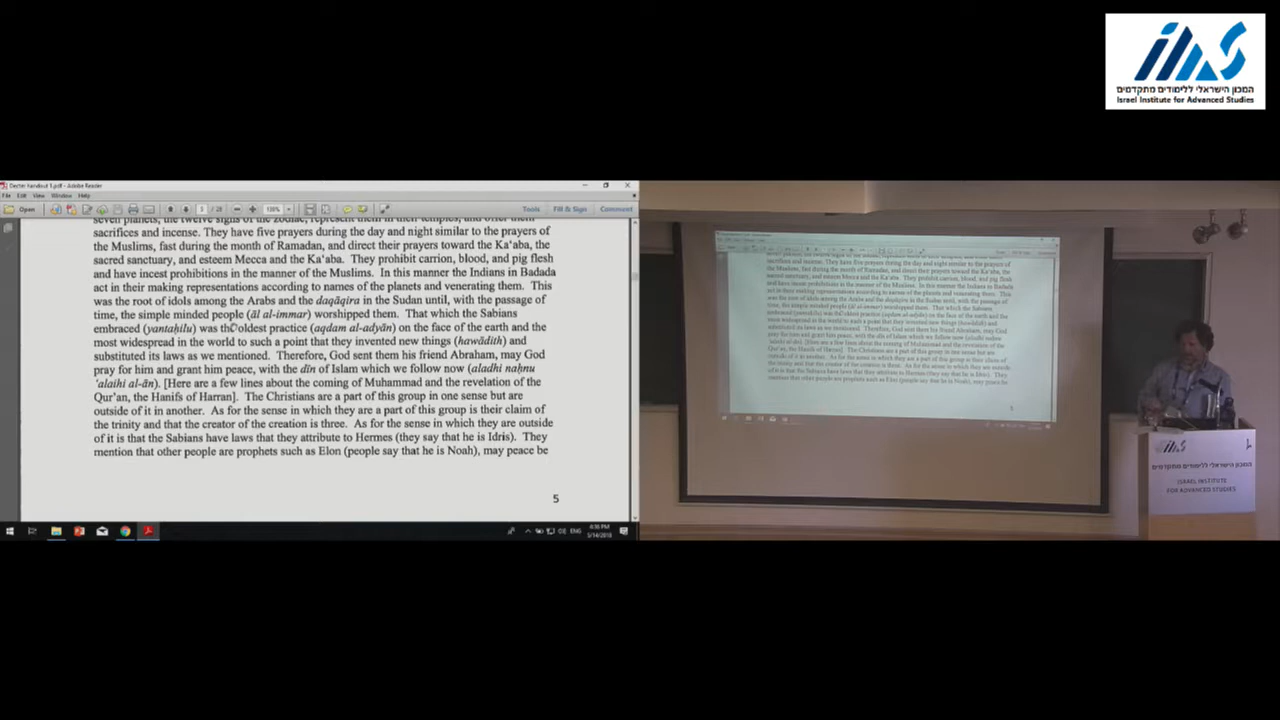 המכון הישראלי ללימודים מתקדמים
Israel Institute for Advanced Studies
Decter Handout 1.pdf - Adobe Reader
File Edit View Window Help
Open
Tools Fill & Sign Comment
seven planets, the twelve signs of the zodiac, represent them in their temples, and offer them
sacrifices and incense. They have five prayers during the day and night similar to the prayers of
the Muslims, fast during the month of Ramadan, and direct their prayers toward the Ka‘aba, the
sacred sanctuary, and esteem Mecca and the Ka‘aba. They prohibit carrion, blood, and pig flesh
and have incest prohibitions in the manner of the Muslims. In this manner the Indians in Badada
act in their making representations according to names of the planets and venerating them. This
was the root of idols among the Arabs and the daqāqira in the Sudan until, with the passage of
time, the simple minded people (āl al-immar) worshipped them. That which the Sabians
embraced (yantaḥilu) was the oldest practice (aqdam al-adyān) on the face of the earth and the
most widespread in the world to such a point that they invented new things (hawādith) and
substituted its laws as we mentioned. Therefore, God sent them his friend Abraham, may God
pray for him and grant him peace, with the dīn of Islam which we follow now (aladhi naḥnu
‘alaihi al-ān). [Here are a few lines about the coming of Muhammad and the revelation of the
Qur’an, the Hanifs of Harran]. The Christians are a part of this group in one sense but are
outside of it in another. As for the sense in which they are a part of this group is their claim of
the trinity and that the creator of the creation is three. As for the sense in which they are outside
of it is that the Sabians have laws that they attribute to Hermes (they say that he is Idris). They
mention that other people are prophets such as Elon (people say that he is Noah), may peace be
5
ENG
4:36 PM
5/14/2018
המכון הישראלי ללימודים מתקדמים
ISRAEL INSTITUTE
FOR ADVANCED STUDIES